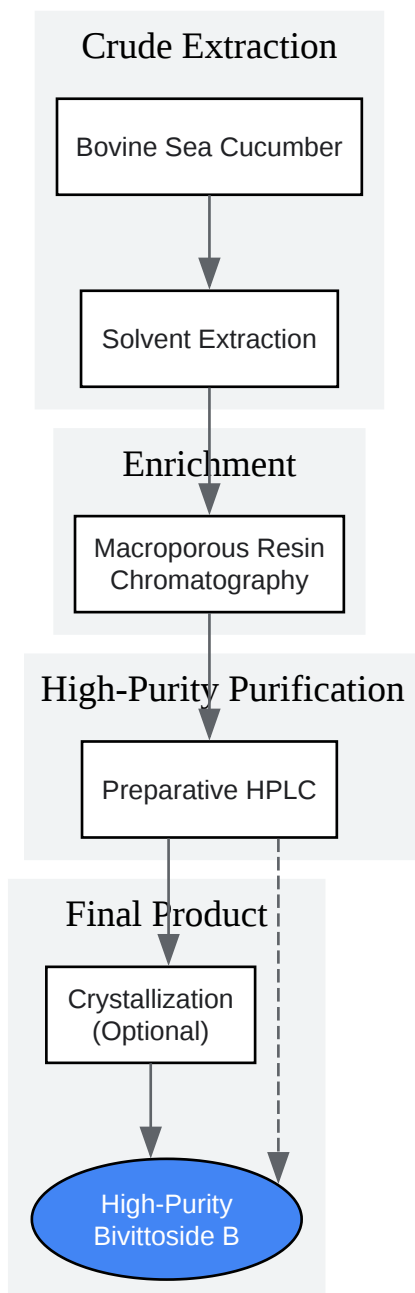 Crude Extraction
Bovine Sea Cucumber
Solvent Extraction
Enrichment
Macroporous Resin
Chromatography
High-Purity Purification
Preparative HPLC
Final Product
Crystallization
(Optional)
High-Purity
Bivittoside B